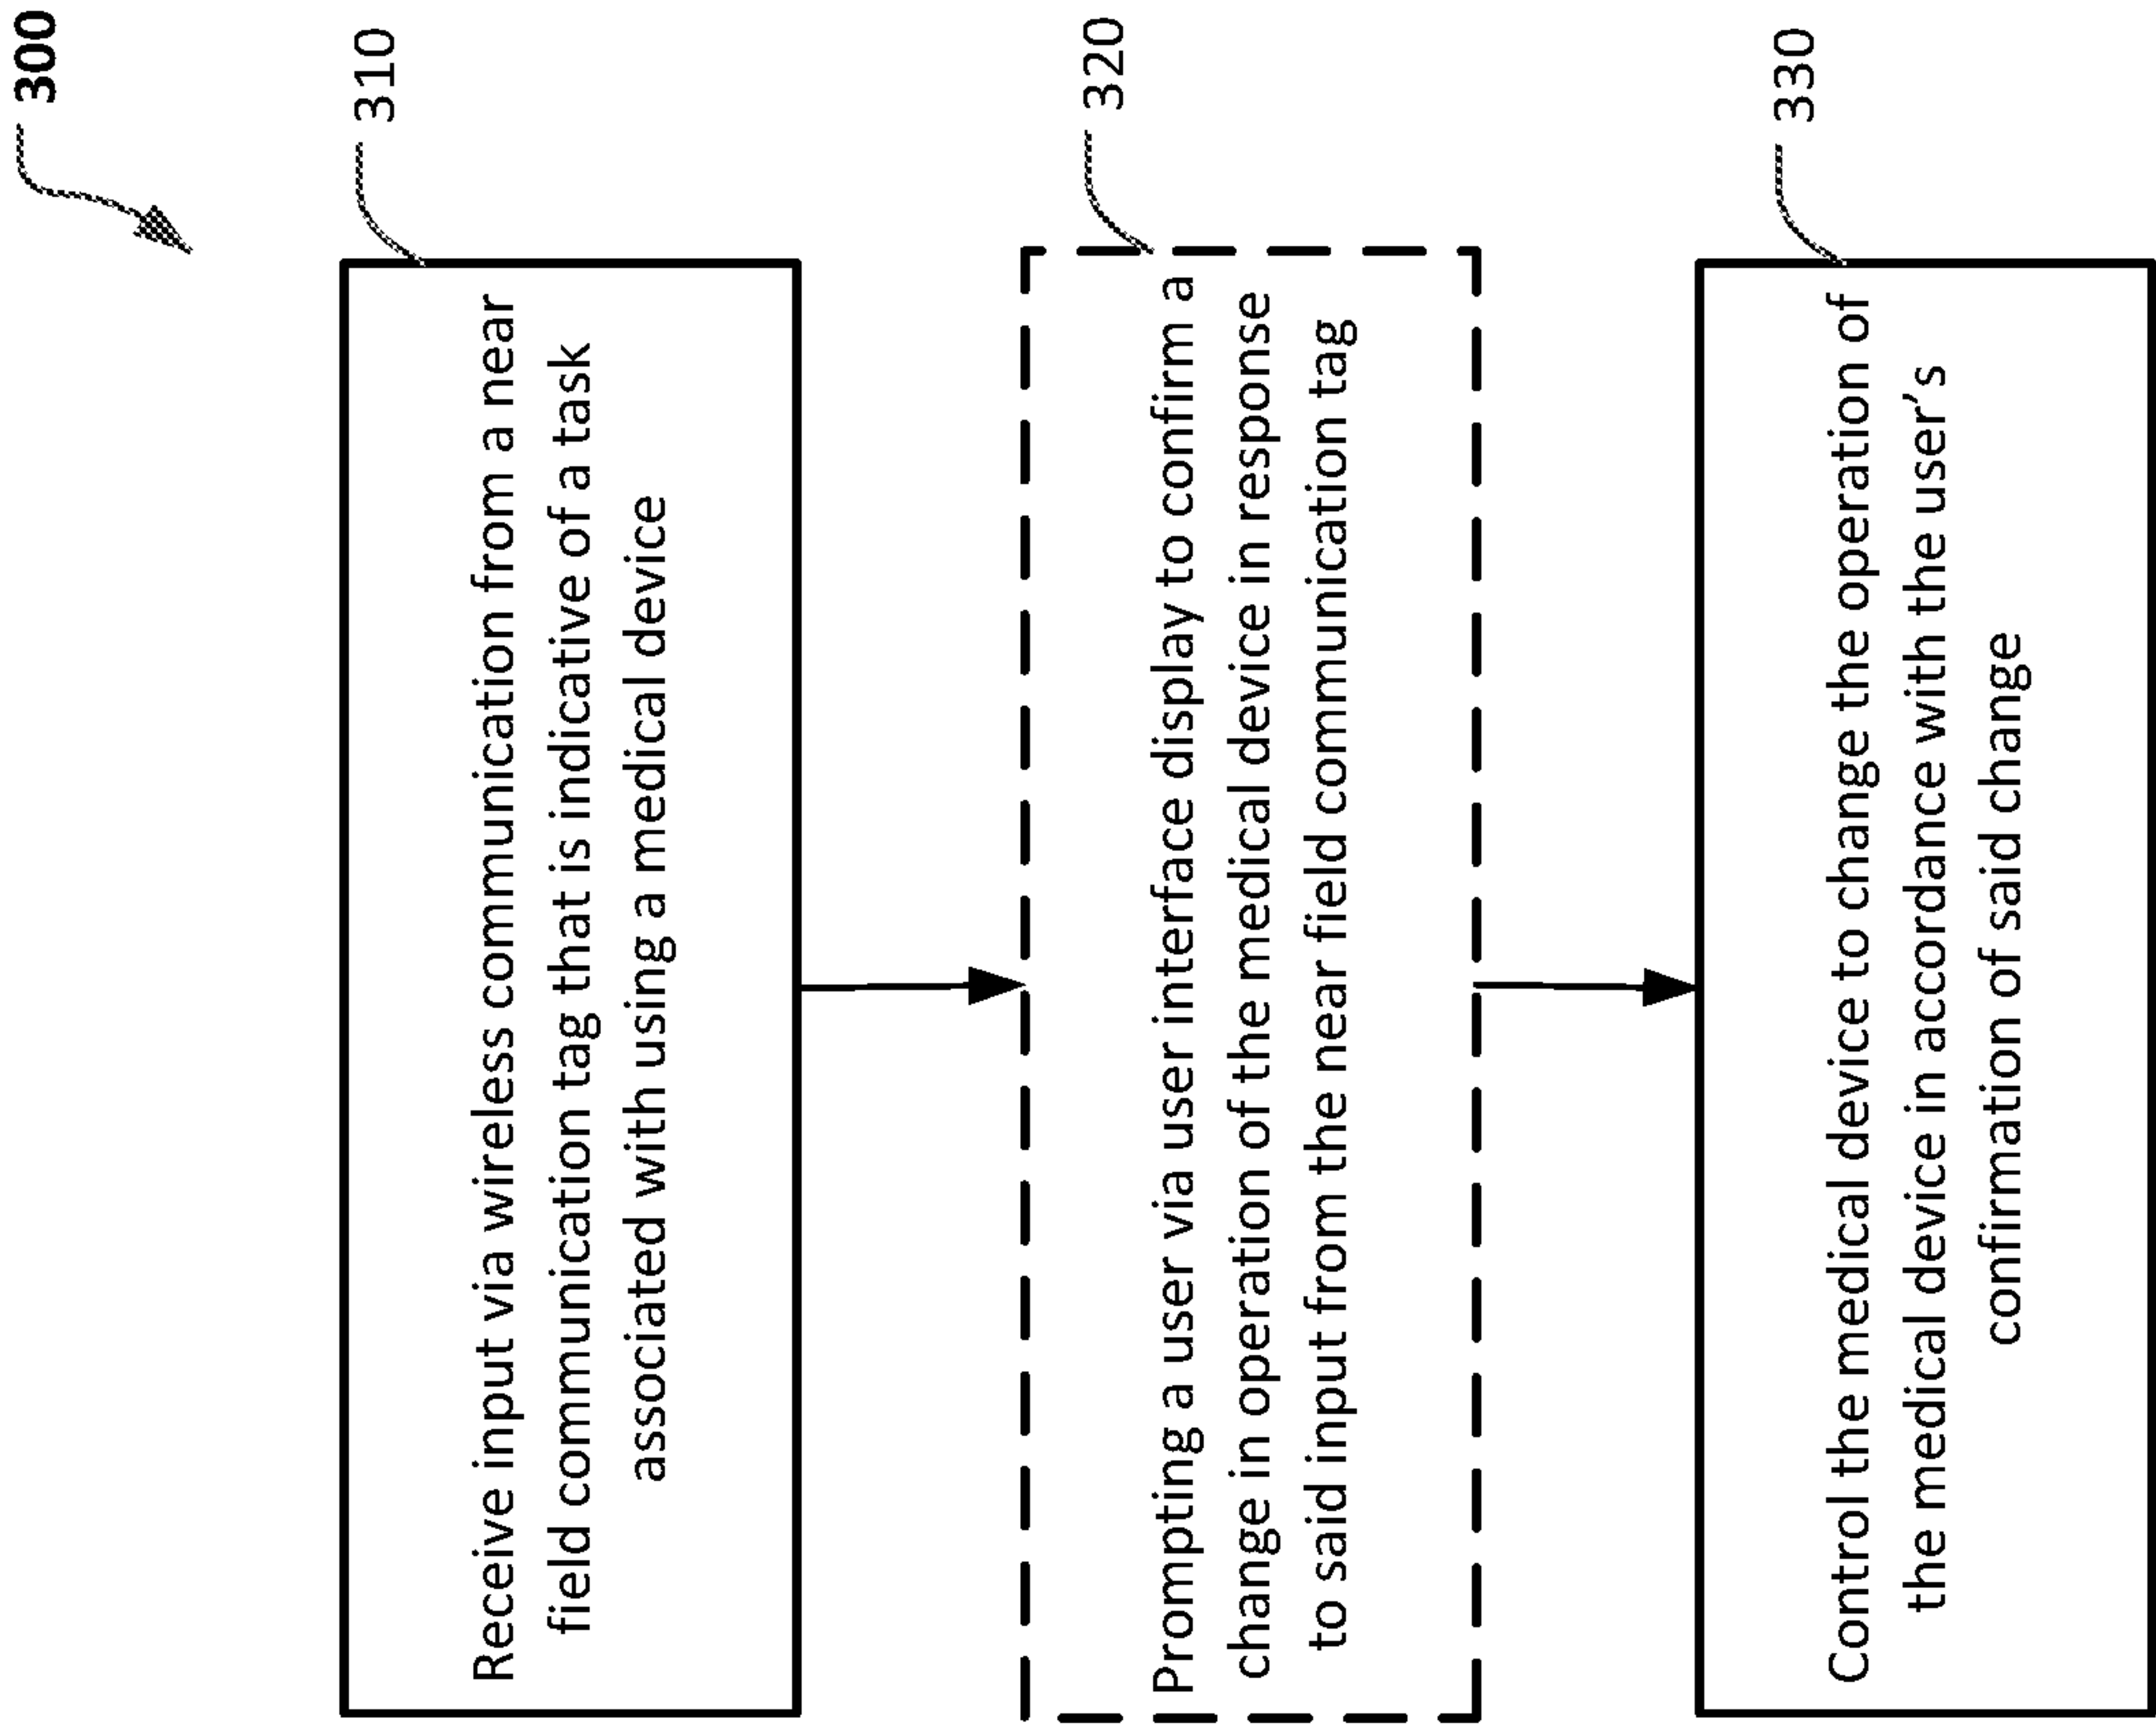 300
310
Receive input via wireless communication from a near
field communication tag that is indicative of a task
associated with using a medical device
320
Prompting a user via user interface display to confirm a
change in operation of the medical device in response
to said input from the near field communication tag
330
Control the medical device to change the operation of
the medical device in accordance with the user’s
confirmation of said change